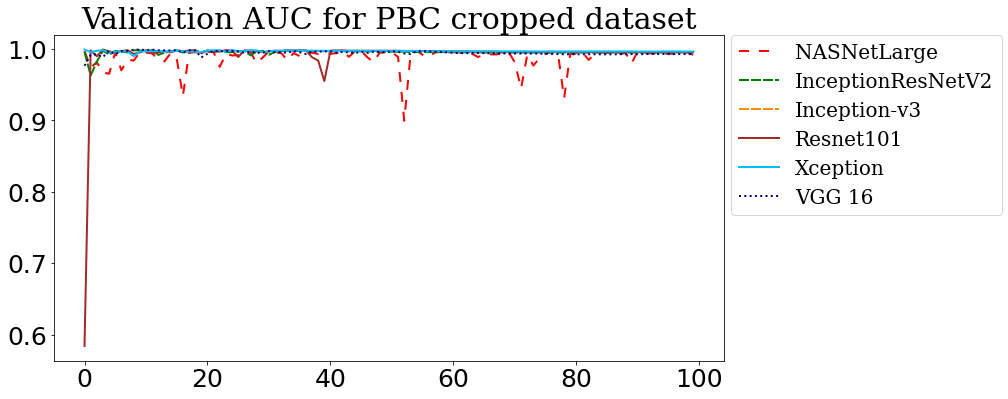 Validation AUC for PBC cropped dataset
1.0
0.9
0.8
0.7
0.6
0
20
40
60
80
100
NASNetLarge
InceptionResNetV2
Inception-v3
Resnet101
Xception
VGG 16